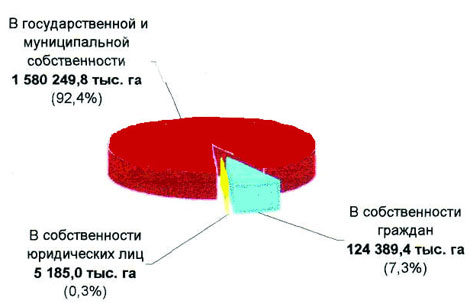 В государственной и
муниципальной
собственности
1 580 249,8 тыс. га
(92,4%)
В собственности
юридических лиц
5 185,0 тыс. га
(0,3%)
В собственности
граждан
124 389,4 тыс. га
(7,3%)